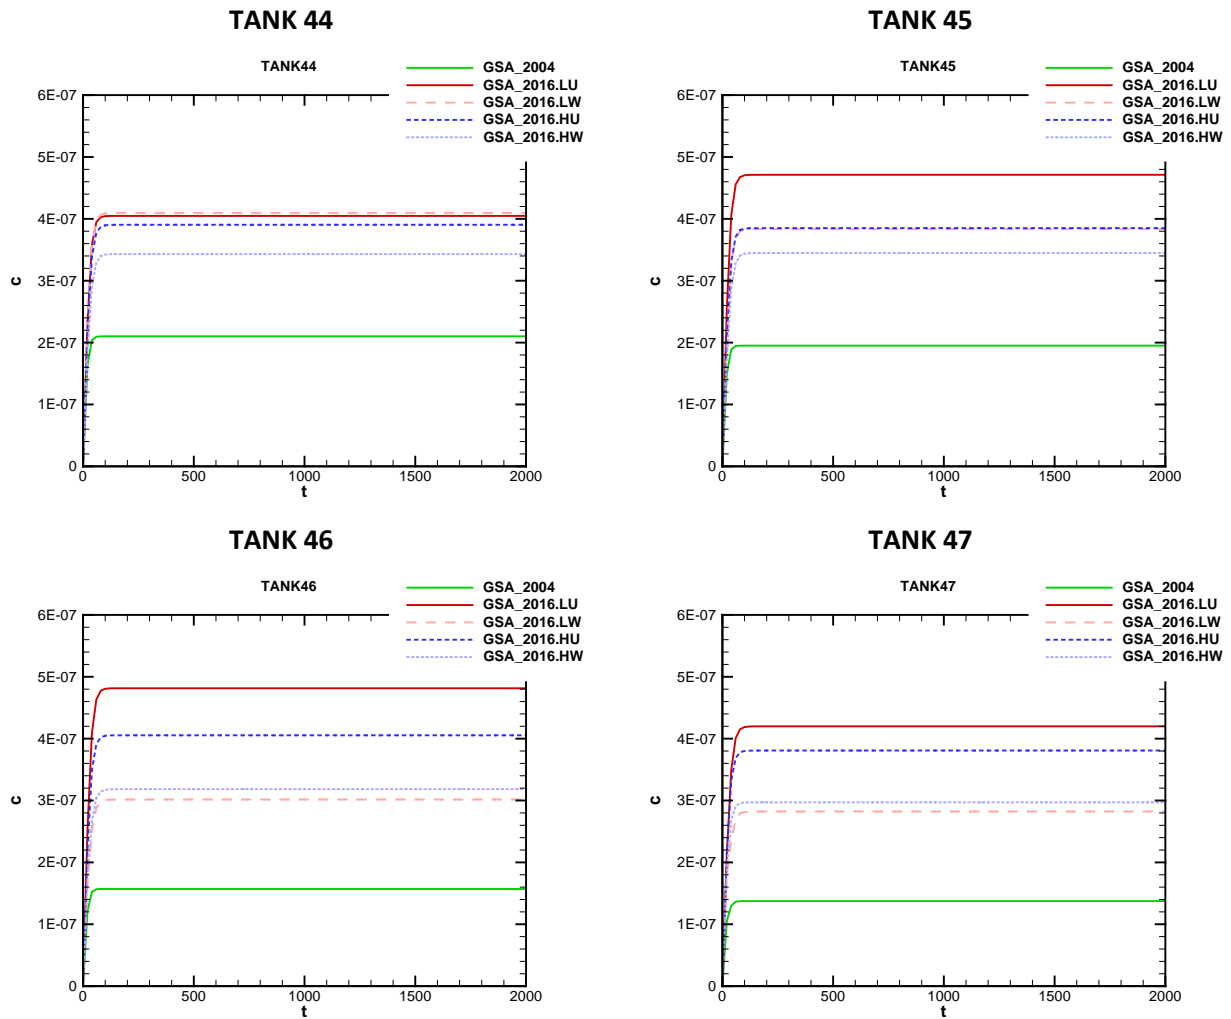 TANK 44
TANK44
GSA_2004
GSA_2016.LU
GSA_2016.LW
GSA_2016.HU
GSA_2016.HW
6E-07
5E-07
4E-07
3E-07
2E-07
1E-07
0
c
0 500 1000 1500 2000
t
TANK 45
TANK45
GSA_2004
GSA_2016.LU
GSA_2016.LW
GSA_2016.HU
GSA_2016.HW
6E-07
5E-07
4E-07
3E-07
2E-07
1E-07
0
c
0 500 1000 1500 2000
t
TANK 46
TANK46
GSA_2004
GSA_2016.LU
GSA_2016.LW
GSA_2016.HU
GSA_2016.HW
6E-07
5E-07
4E-07
3E-07
2E-07
1E-07
0
c
0 500 1000 1500 2000
t
TANK 47
TANK47
GSA_2004
GSA_2016.LU
GSA_2016.LW
GSA_2016.HU
GSA_2016.HW
6E-07
5E-07
4E-07
3E-07
2E-07
1E-07
0
c
0 500 1000 1500 2000
t